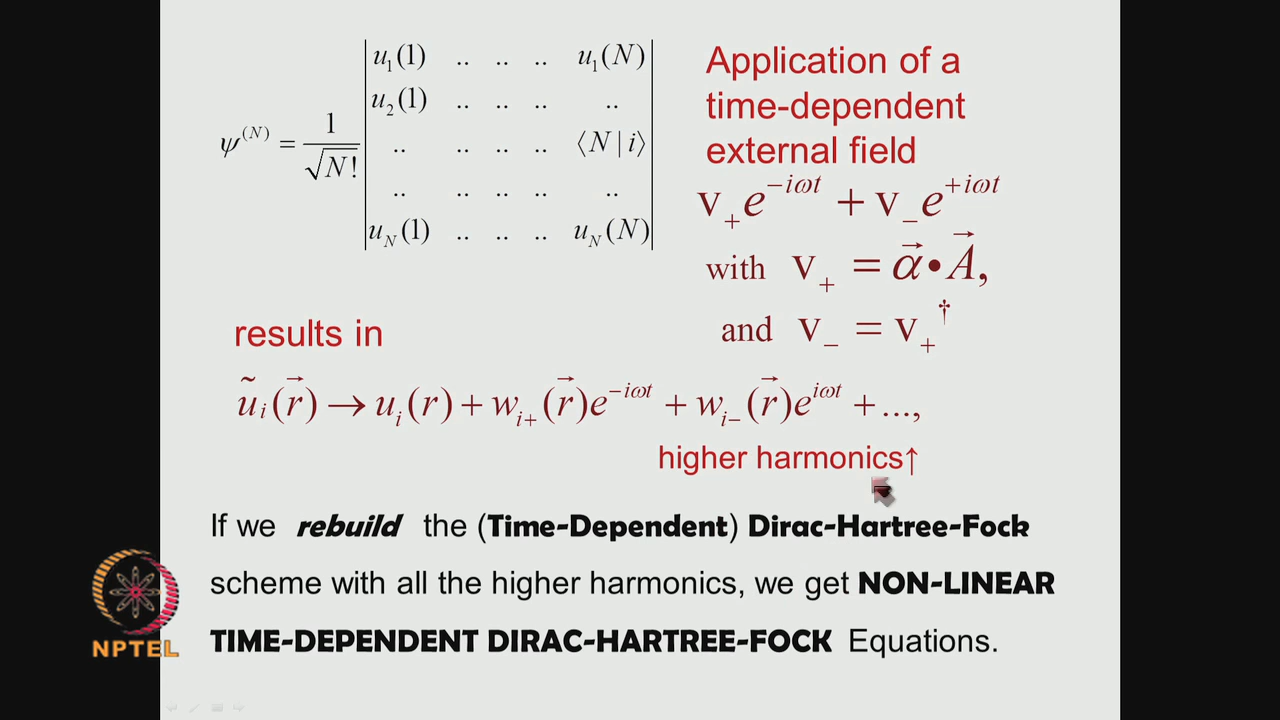 ψ^(N) = 1/√N! | u₁(1) .. .. .. u₁(N) |
u₂(1) .. .. .. ..
.. .. .. .. ⟨N|i⟩
.. .. .. .. ..
u_N(1) .. .. .. u_N(N)
Application of a
time-dependent
external field
v₊e^{−iωt} + v₋e^{+iωt}
with v₊ = α⃗•A⃗,
and v₋ = v₊†
results in
ũ_i(r⃗) → u_i(r) + w_{i+}(r⃗)e^{−iωt} + w_{i−}(r⃗)e^{iωt} + ...,
higher harmonics↑
If we rebuild the (Time-Dependent) Dirac-Hartree-Fock
scheme with all the higher harmonics, we get NON-LINEAR
TIME-DEPENDENT DIRAC-HARTREE-FOCK Equations.
NPTEL